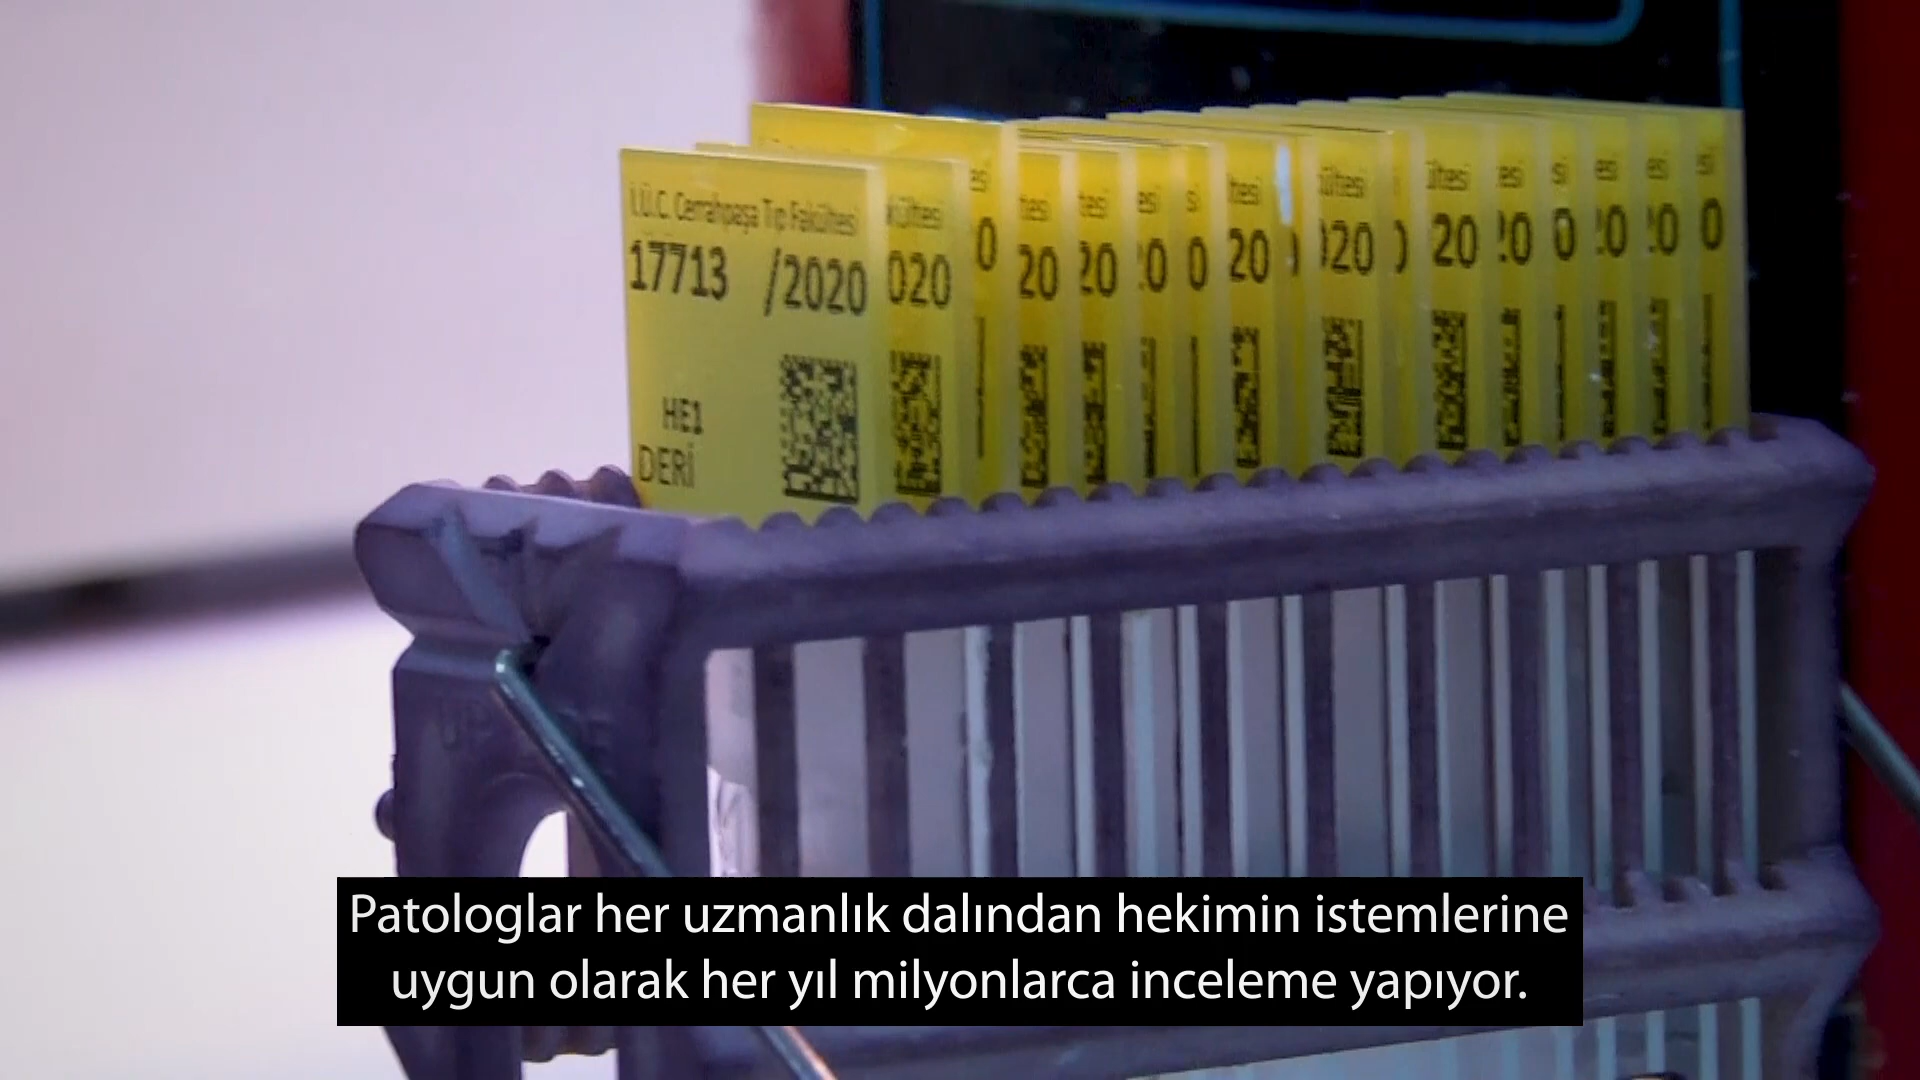 İ.Ü.C. Cerrahpaşa Tıp Fakültesi
17713 /2020
HE1
DERİ
Patologlar her uzmanlık dalından hekimin istemlerine
uygun olarak her yıl milyonlarca inceleme yapıyor.